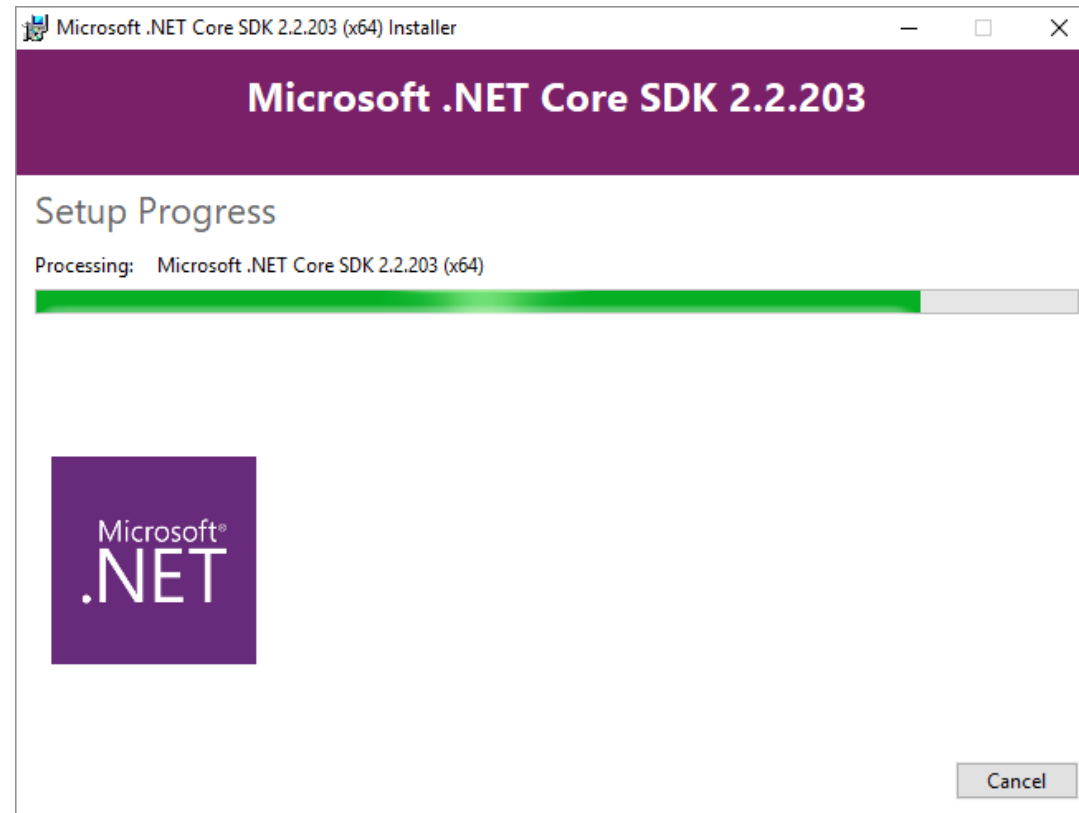 Microsoft .NET Core SDK 2.2.203 (x64) Installer
Microsoft .NET Core SDK 2.2.203
Setup Progress
Processing: Microsoft .NET Core SDK 2.2.203 (x64)
Microsoft®
.NET
Cancel